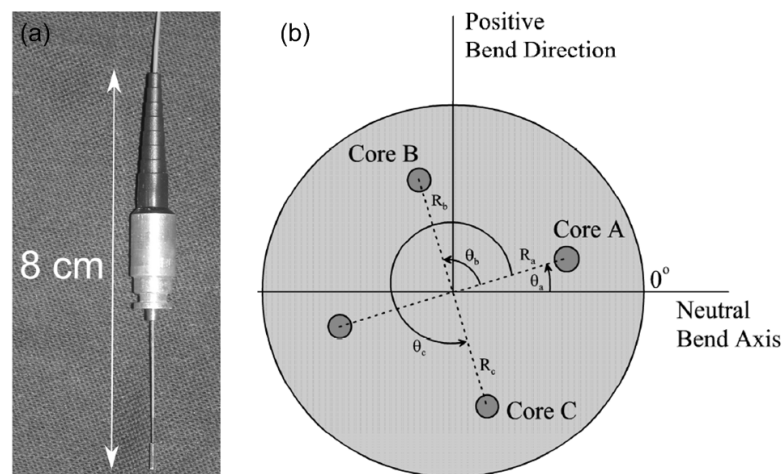 (a)
8 cm
(b)
Positive
Bend Direction
Core B
R_b
Core A
R_a
θ_b
θ_a
0°
Neutral
Bend Axis
θ_c
R_c
Core C